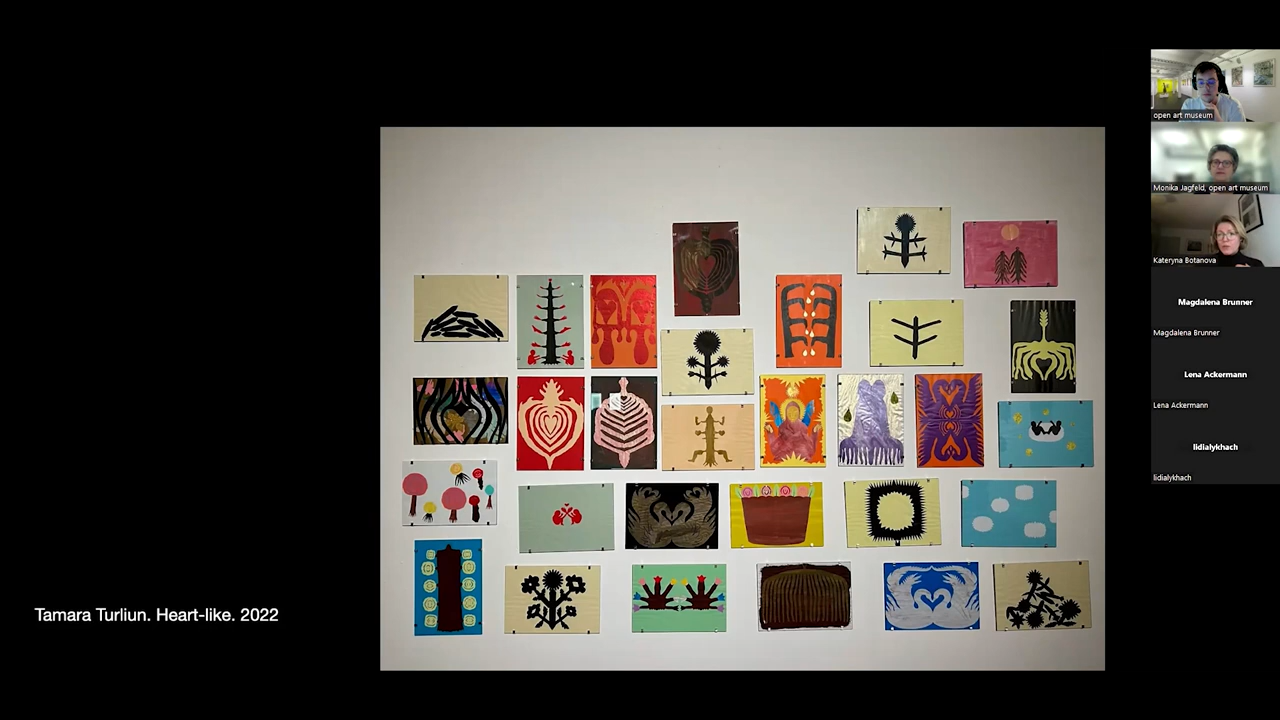 open art museum
Monika Jagfeld, open art museum
Kateryna Botanova
Magdalena Brunner
Magdalena Brunner
Lena Ackermann
Lena Ackermann
lidialykhach
lidialykhach
Tamara Turliun. Heart-like. 2022